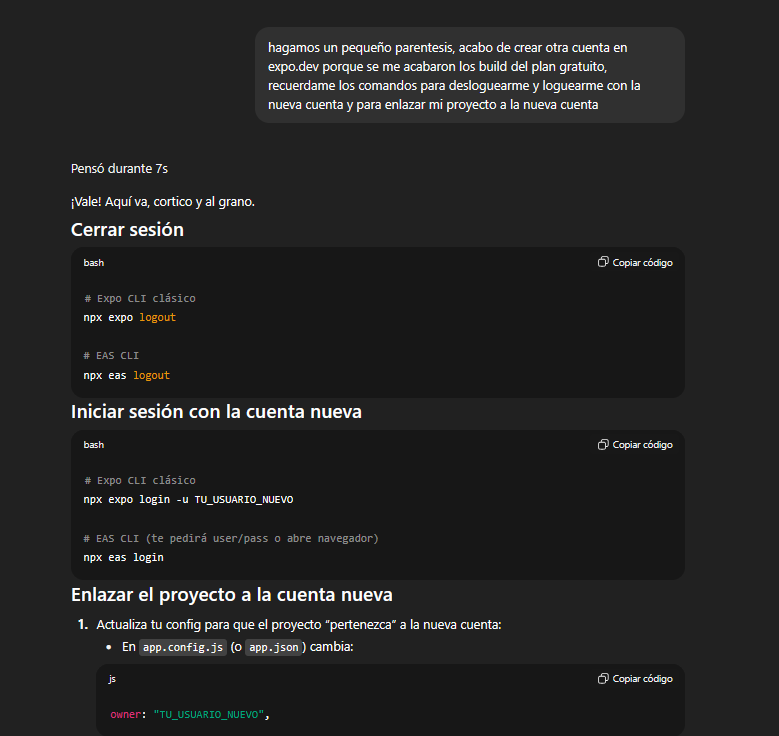 hagamos un pequeño parentesis, acabo de crear otra cuenta en
expo.dev porque se me acabaron los build del plan gratuito,
recuerdame los comandos para desloguearme y loguearme con la
nueva cuenta y para enlazar mi proyecto a la nueva cuenta
Pensó durante 7s
¡Vale! Aquí va, cortico y al grano.
Cerrar sesión
bash
Copiar código
# Expo CLI clásico
npx expo logout
# EAS CLI
npx eas logout
Iniciar sesión con la cuenta nueva
bash
Copiar código
# Expo CLI clásico
npx expo login -u TU_USUARIO_NUEVO
# EAS CLI (te pedirá user/pass o abre navegador)
npx eas login
Enlazar el proyecto a la cuenta nueva
1. Actualiza tu config para que el proyecto “pertenezca” a la nueva cuenta:
• En app.config.js (o app.json) cambia:
js
Copiar código
owner: "TU_USUARIO_NUEVO",